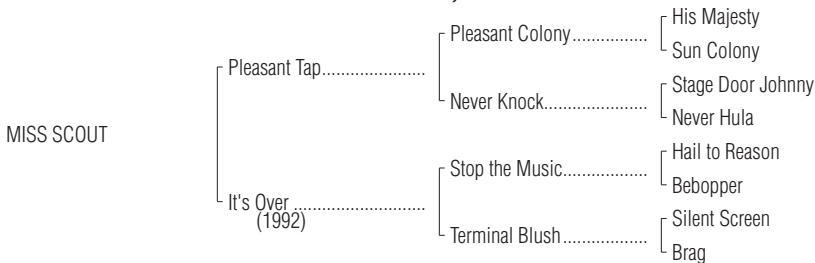 His Majesty
Pleasant Colony................
Sun Colony
Pleasant Tap......................
Stage Door Johnny
Never Knock......................
Never Hula
MISS SCOUT
Hail to Reason
Stop the Music..................
Bebopper
It's Over ............................
(1992)
Silent Screen
Terminal Blush..................
Brag